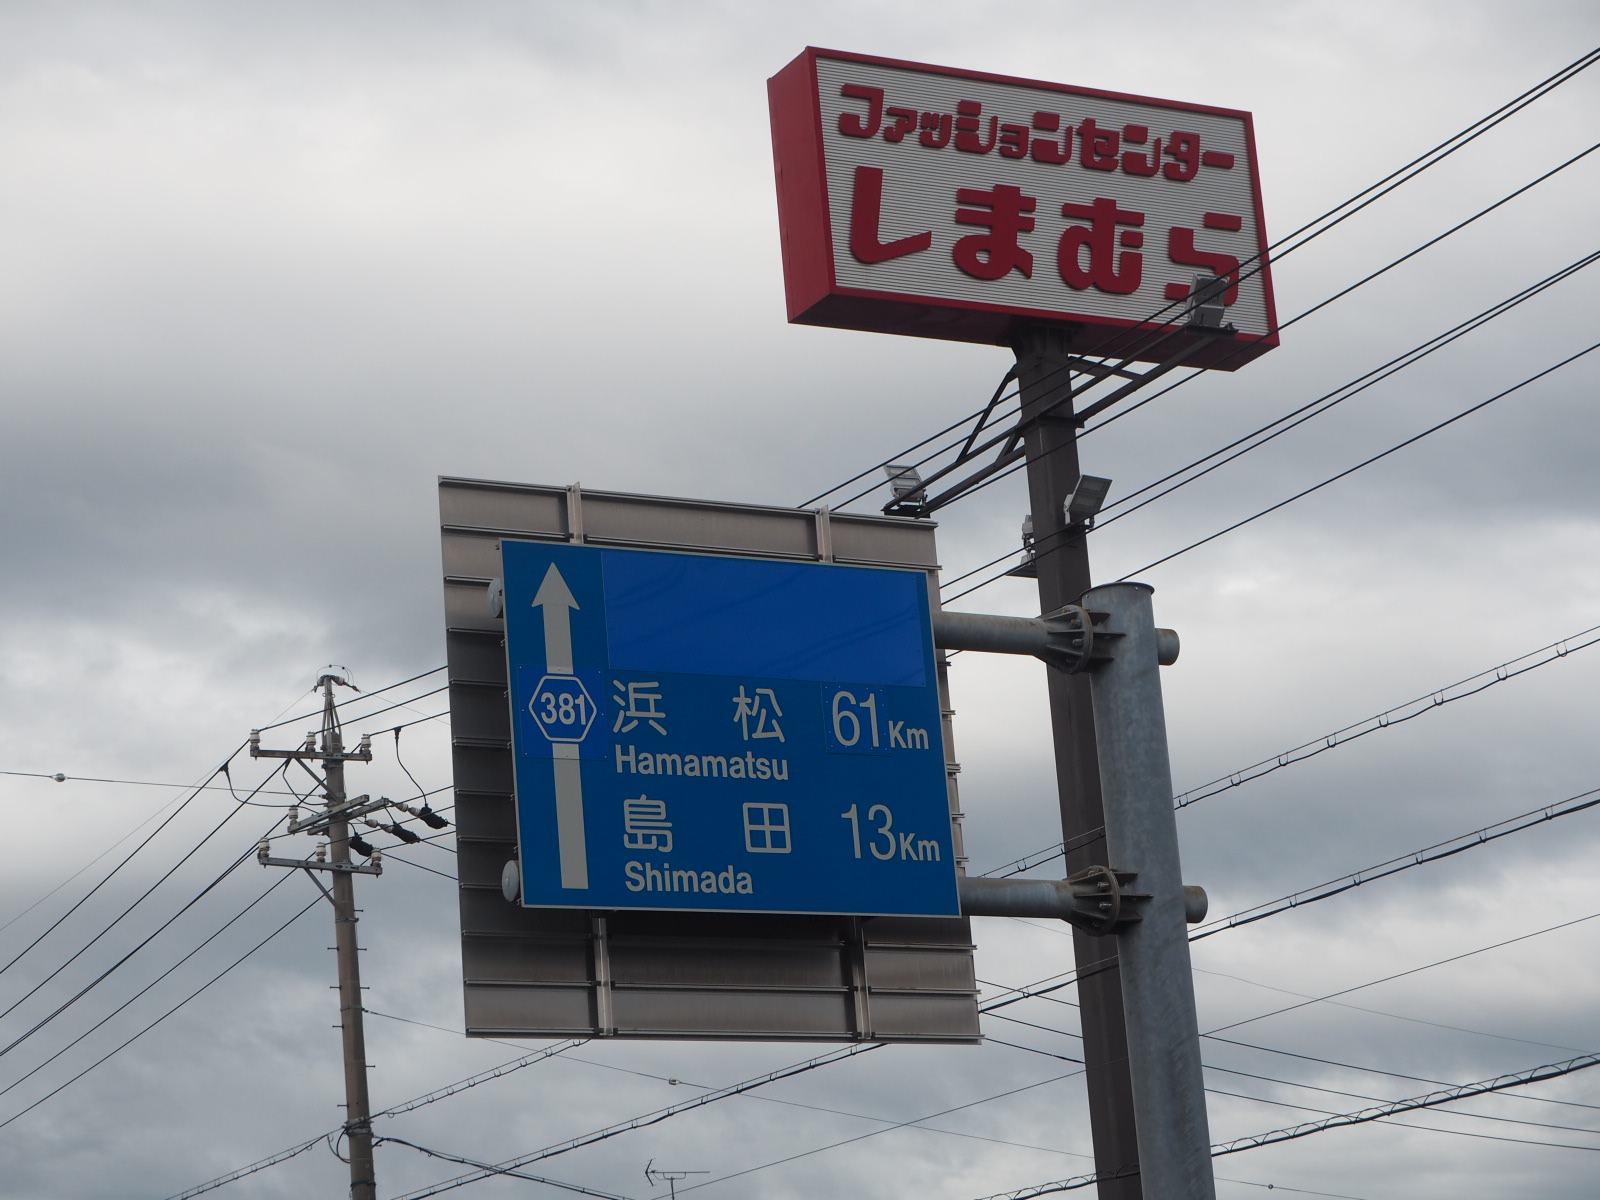 ファッションセンター
しまむら
381
浜松 61Km
Hamamatsu
島田 13Km
Shimada